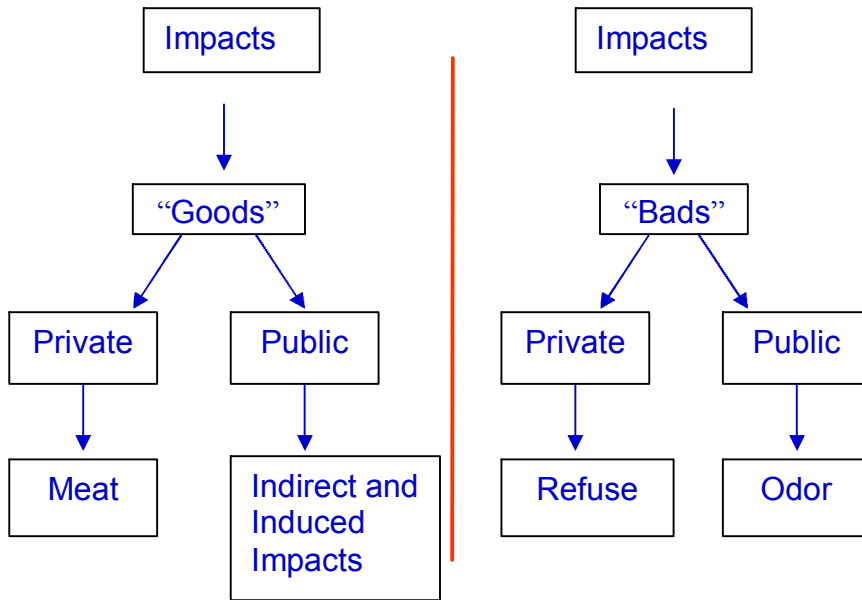 Impacts
"Goods"
Private
Public
Meat
Indirect and
Induced
Impacts
Impacts
"Bads"
Private
Public
Refuse
Odor